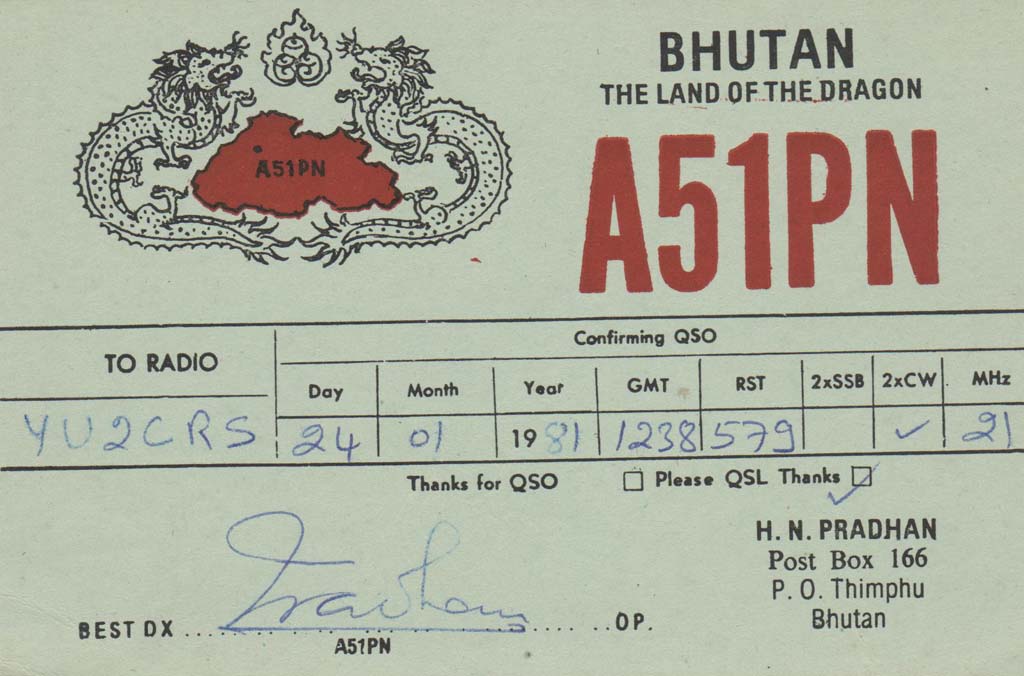 BHUTAN
THE LAND OF THE DRAGON
A51PN
A51PN
Confirming QSO
TO RADIO
Day Month Year GMT RST 2xSSB 2xCW MHz
YU2CRS 24 01 1981 1238 579 ✓ 21
Thanks for QSO ☐ Please QSL Thanks ☑
H. N. PRADHAN
Post Box 166
P. O. Thimphu
Bhutan
BEST DX ... Pradhan ... OP.
A51PN